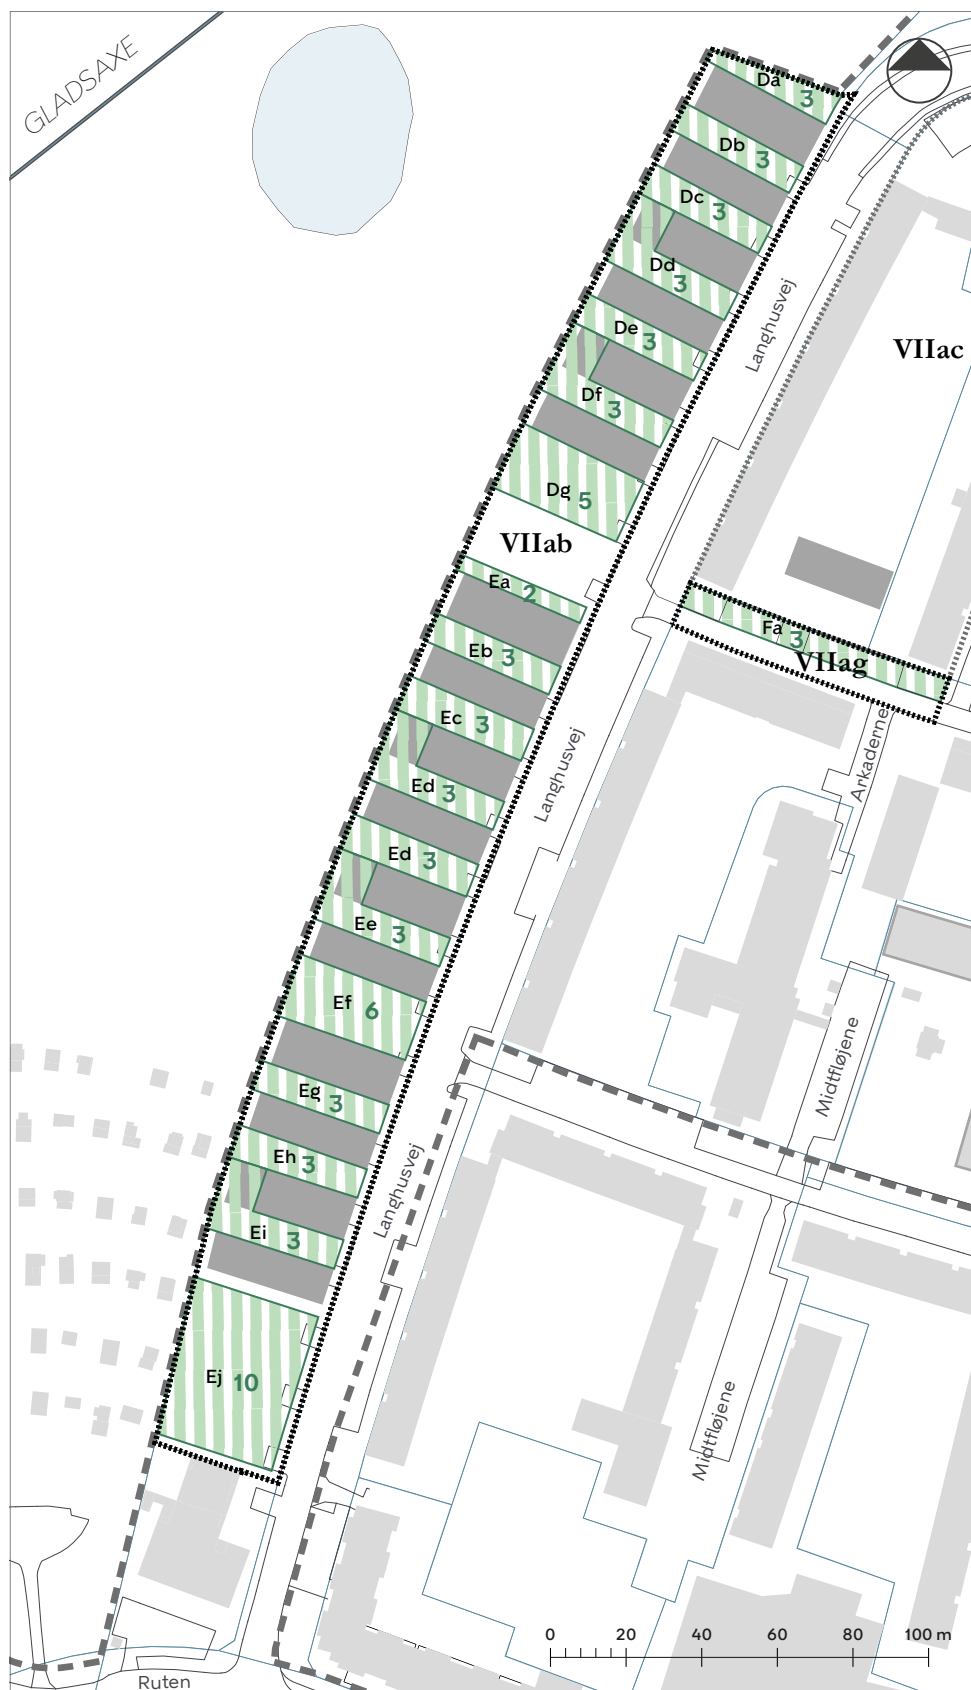 GLADSAXE
Da
3
Db
3
Dc
3
Dd
3
Langhusvej
De
3
VIIac
Df
3
Dg 5
VIIab
Ea
2
Fa
3
Eb
3
VIIag
Ec
3
Arkaderne
Langhusvej
Ed
3
Ed
3
Ee
3
Ef
6
Midtfløjene
Eg
3
Eh
3
Langhusvej
Ei
3
Ej 10
Midtfløjene
0 20 40 60 80 100 m
Ruten